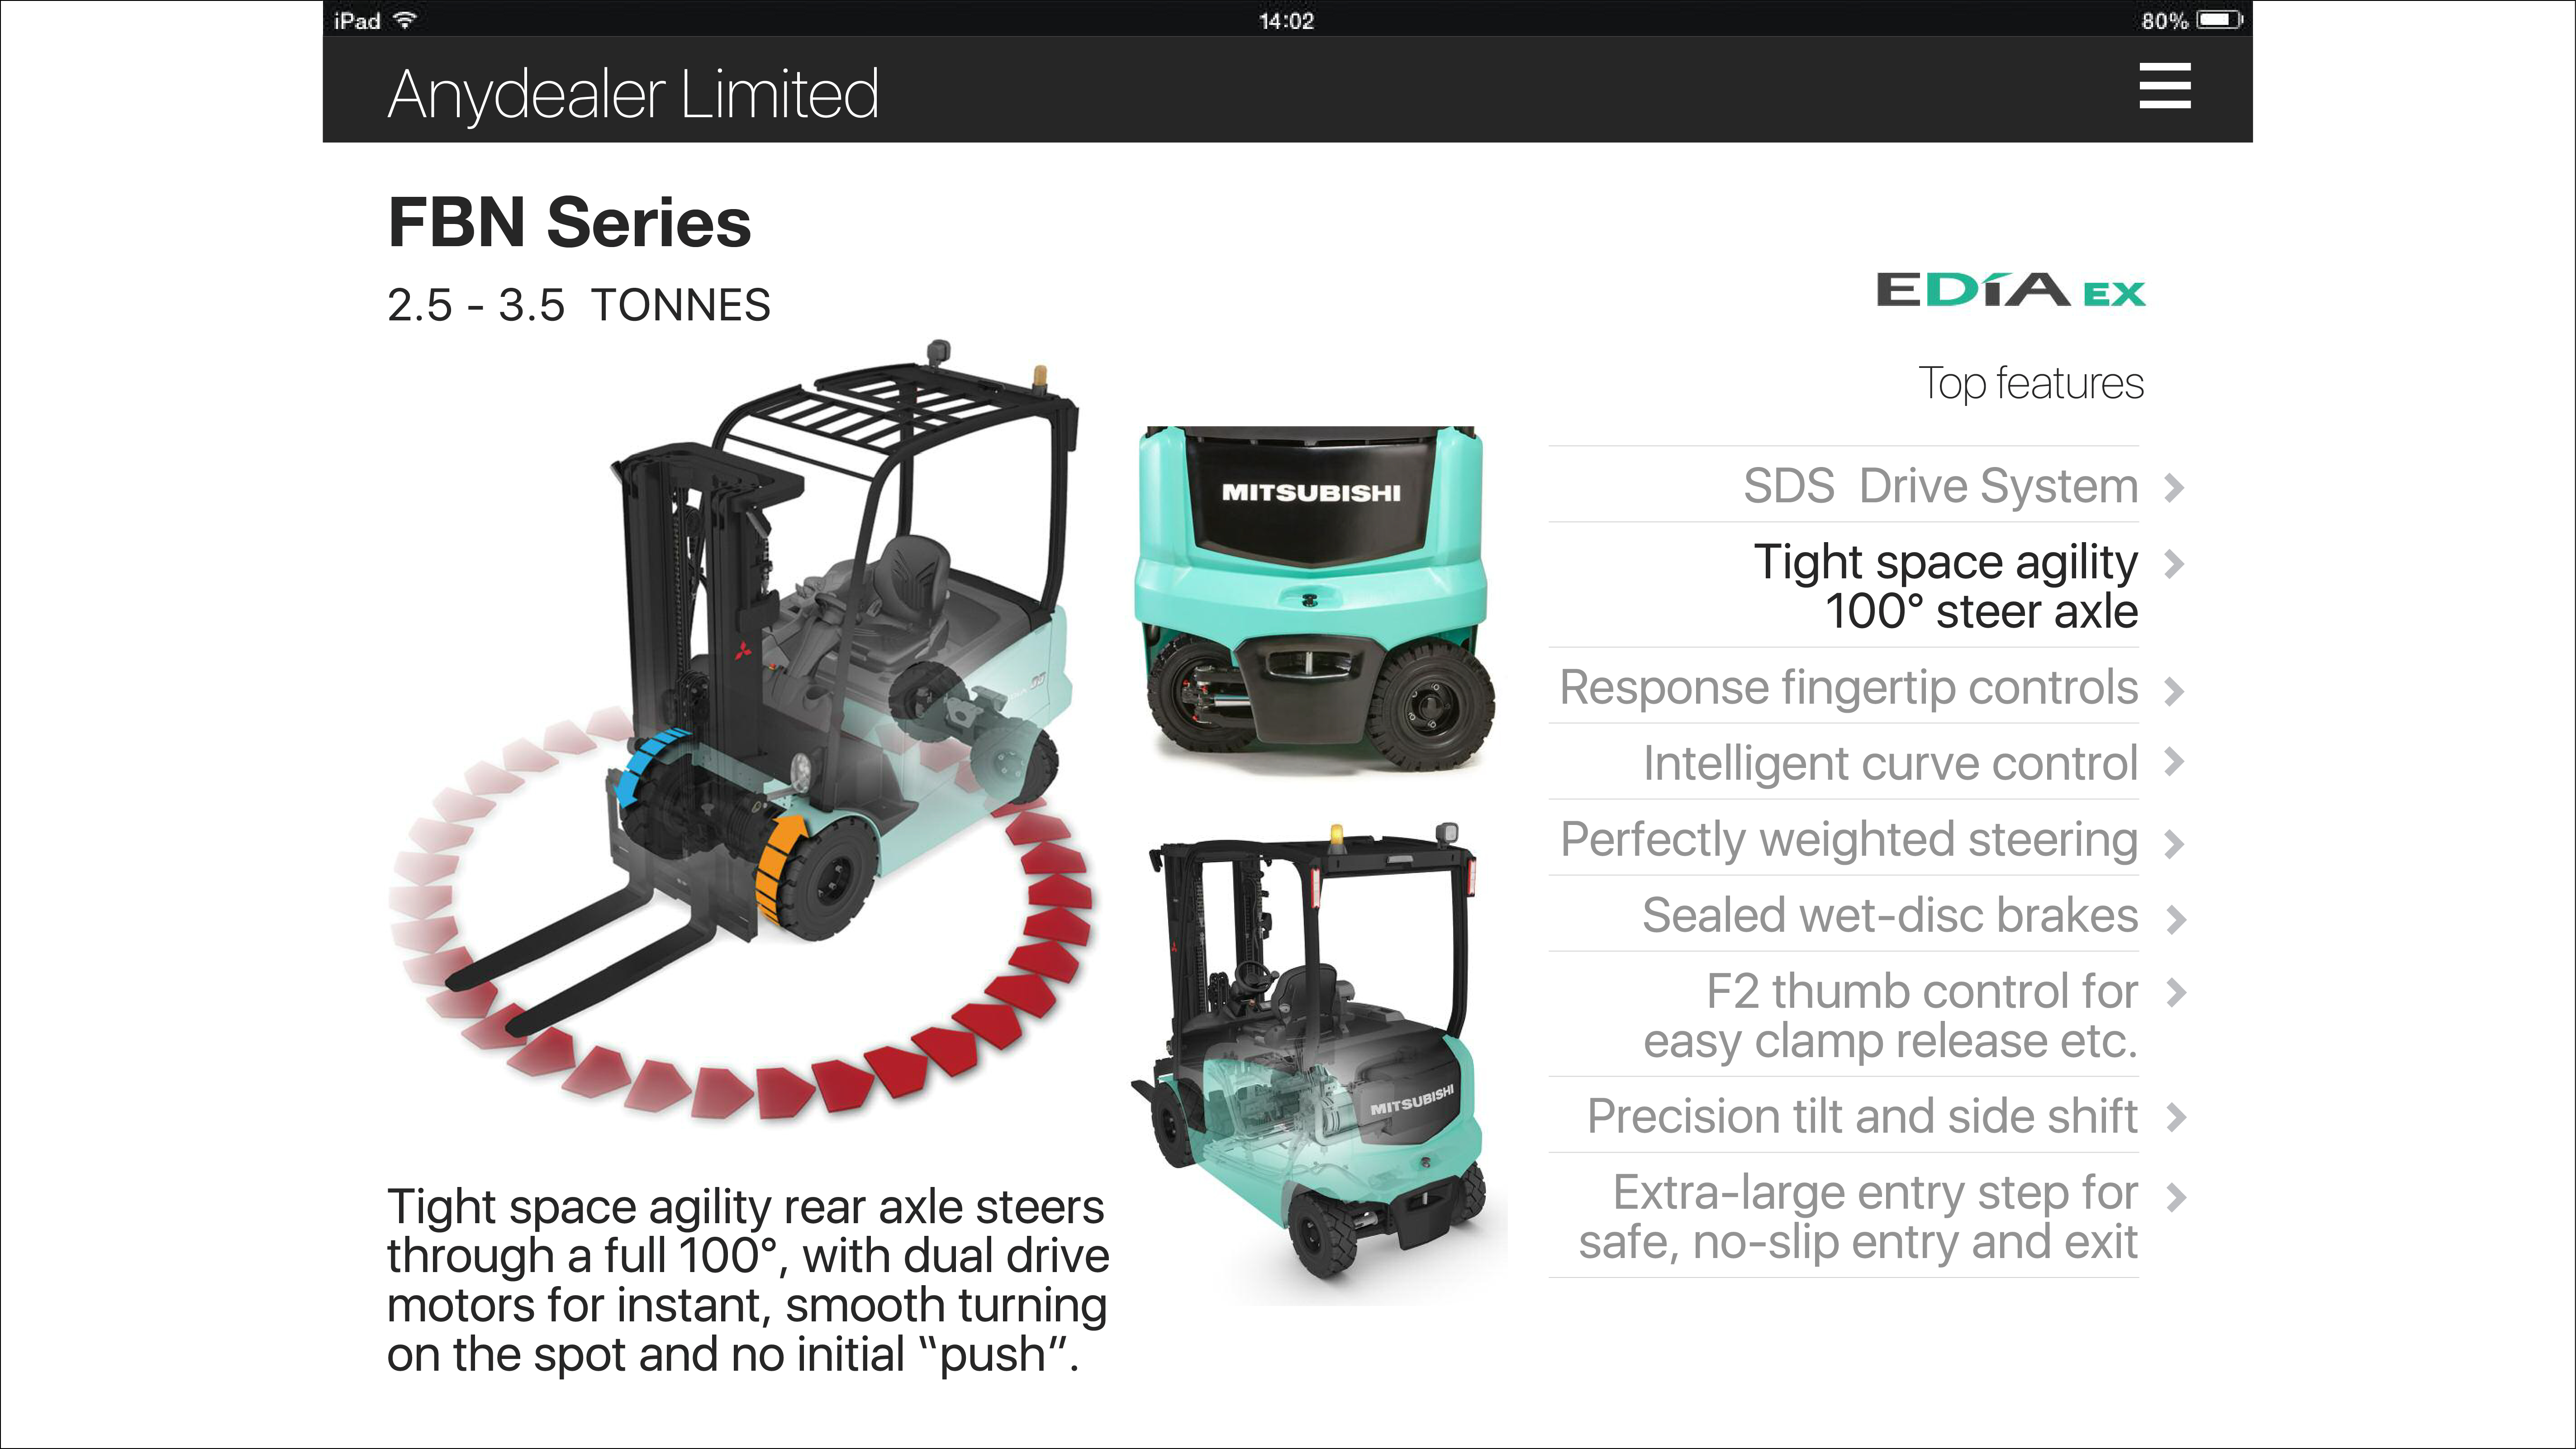 iPad
14:02
80%
Anydealer Limited
FBN Series
2.5 - 3.5 TONNES
EDíA EX
Top features
MITSUBISHI
SDS Drive System
Tight space agility
100° steer axle
Response fingertip controls
Intelligent curve control
Perfectly weighted steering
Sealed wet-disc brakes
F2 thumb control for
easy clamp release etc.
Precision tilt and side shift
Extra-large entry step for
safe, no-slip entry and exit
MITSUBISHI
Tight space agility rear axle steers
through a full 100°, with dual drive
motors for instant, smooth turning
on the spot and no initial “push”.